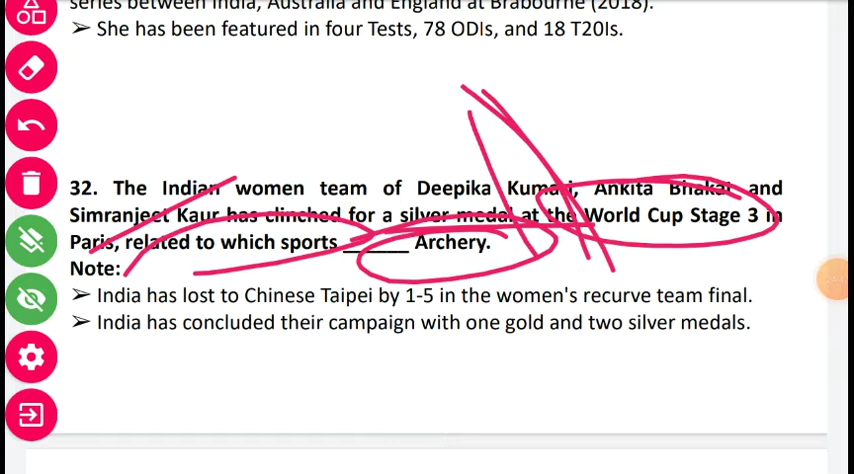 series between India, Australia and England at Brabourne (2018).
➢ She has been featured in four Tests, 78 ODIs, and 18 T20Is.
32. The Indian women team of Deepika Kumari, Ankita Bhakat and
Simranjeet Kaur has clinched for a silver medal at the World Cup Stage 3 in
Paris, related to which sports ______ Archery.
Note:
➢ India has lost to Chinese Taipei by 1-5 in the women's recurve team final.
➢ India has concluded their campaign with one gold and two silver medals.